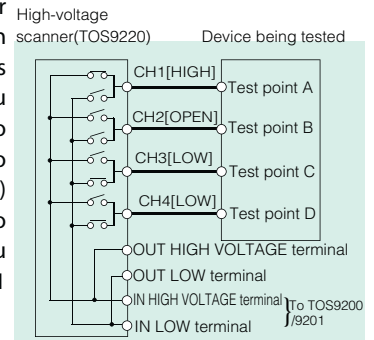 High-voltage
scanner(TOS9220) Device being tested
CH1[HIGH]
Test point A
CH2[OPEN]
Test point B
CH3[LOW]
Test point C
CH4[LOW]
Test point D
OUT HIGH VOLTAGE terminal
OUT LOW terminal
IN HIGH VOLTAGE terminal
To TOS9200
/9201
IN LOW terminal